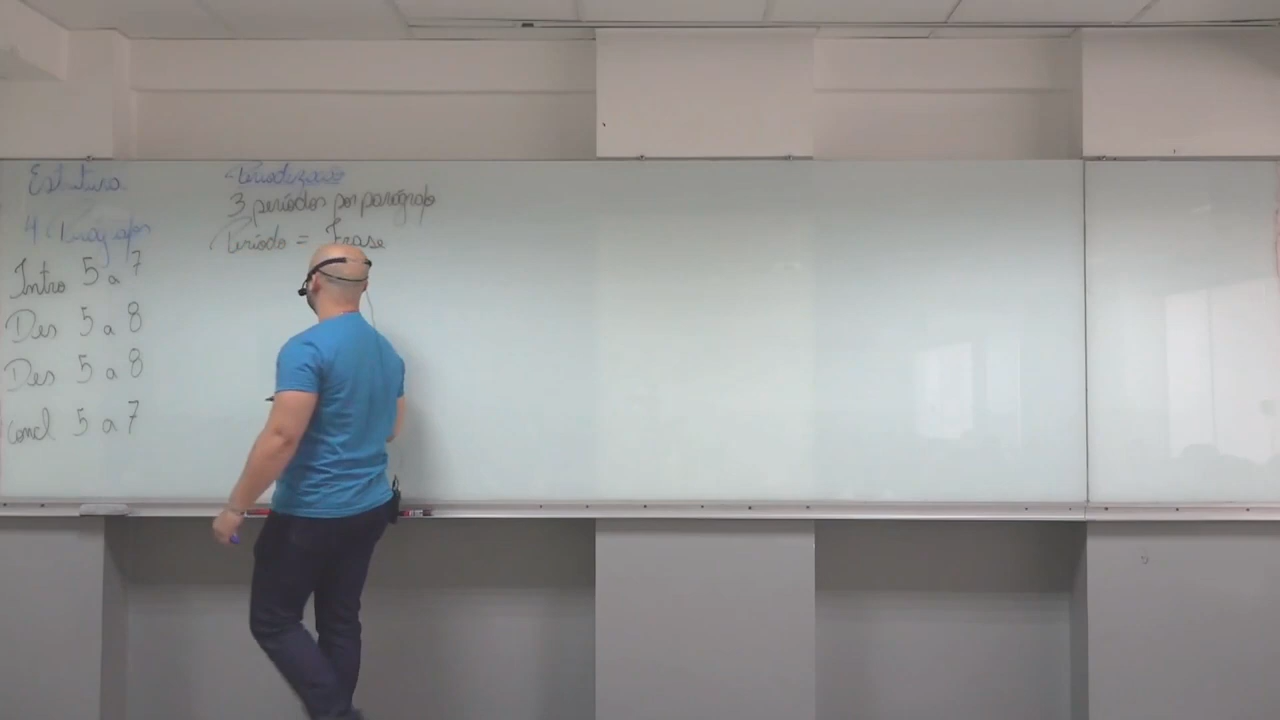 Estrutura
4 Parágrafos
Intro 5 a 7
Des 5 a 8
Des 5 a 8
Concl 5 a 7
Periodização
3 períodos por parágrafo
Período = Frase